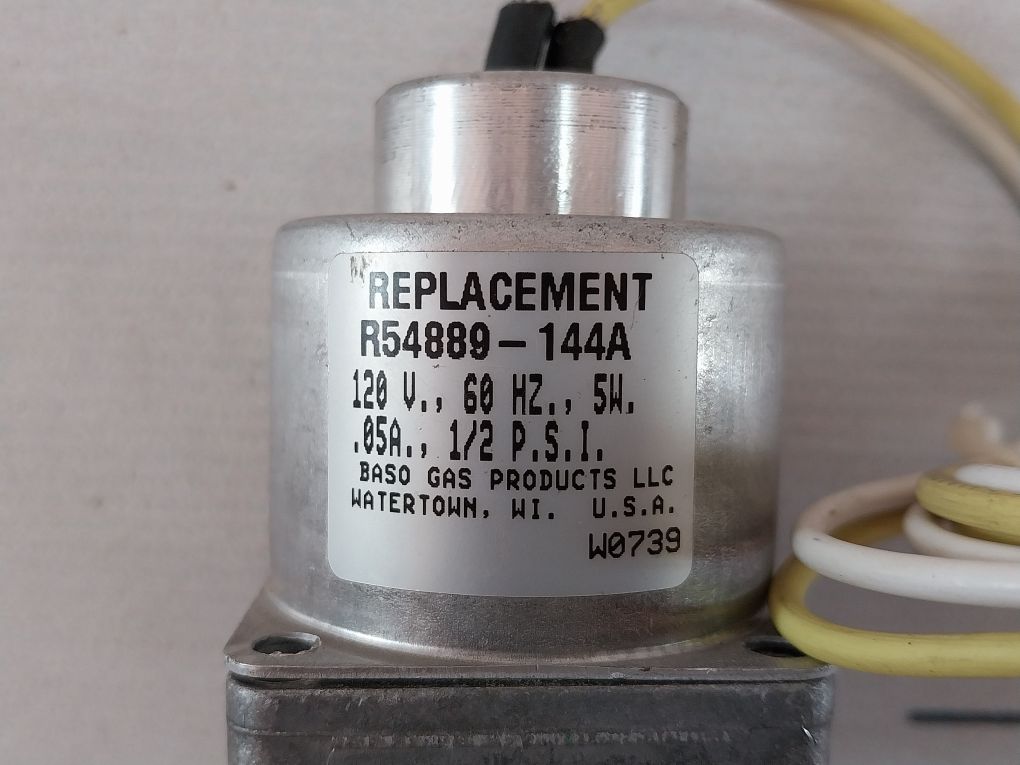 REPLACEMENT
R54889-144A
120 V., 60 HZ., 5W.
.05A., 1/2 P.S.I.
BASO GAS PRODUCTS LLC
WATERTOWN, WI. U.S.A.
W0739